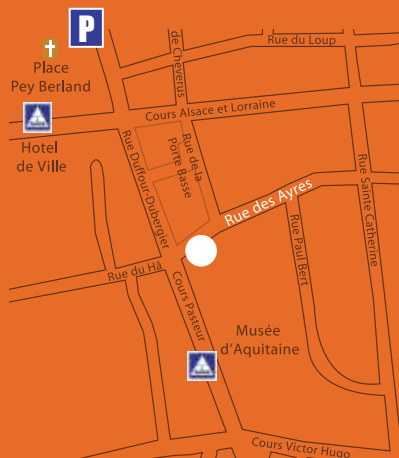 P
de Cheverus
Rue du Loup
Place
Pey Berland
Cours Alsace et Lorraine
Hotel
de Ville
Rue Duffour-Dubergier
Rue de la
Porte Basse
Rue des Ayres
Rue Sainte Catherine
Rue Paul Bert
Rue du Hâ
Cours Pasteur
Musée
d'Aquitaine
Cours Victor Hugo